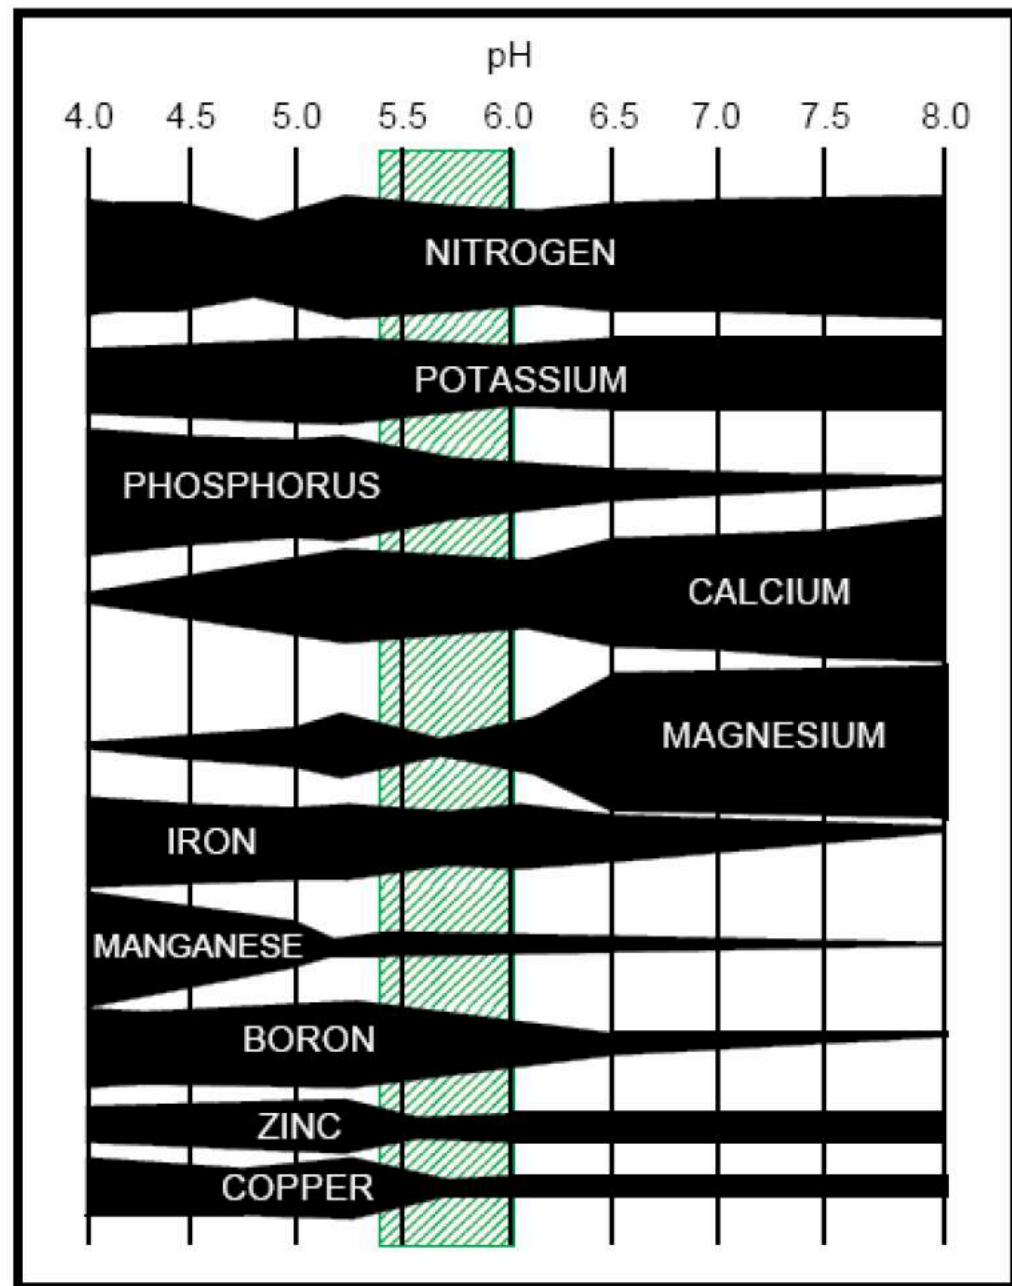 pH
4.0 4.5 5.0 5.5 6.0 6.5 7.0 7.5 8.0
NITROGEN
POTASSIUM
PHOSPHORUS
CALCIUM
MAGNESIUM
IRON
MANGANESE
BORON
ZINC
COPPER